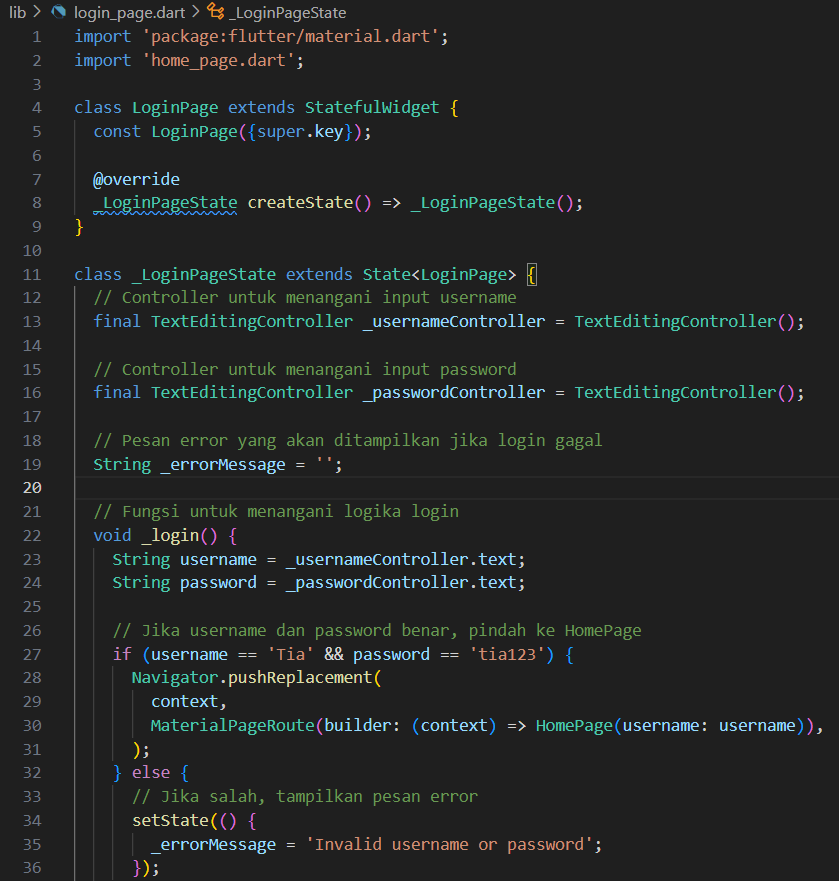 lib > login_page.dart > _LoginPageState
1 import 'package:flutter/material.dart';
2 import 'home_page.dart';
3
4 class LoginPage extends StatefulWidget {
5   const LoginPage({super.key});
6
7   @override
8   _LoginPageState createState() => _LoginPageState();
9 }
10
11 class _LoginPageState extends State<LoginPage> {
12   // Controller untuk menangani input username
13   final TextEditingController _usernameController = TextEditingController();
14
15   // Controller untuk menangani input password
16   final TextEditingController _passwordController = TextEditingController();
17
18   // Pesan error yang akan ditampilkan jika login gagal
19   String _errorMessage = '';
20
21   // Fungsi untuk menangani logika login
22   void _login() {
23     String username = _usernameController.text;
24     String password = _passwordController.text;
25
26     // Jika username dan password benar, pindah ke HomePage
27     if (username == 'Tia' && password == 'tia123') {
28       Navigator.pushReplacement(
29         context,
30         MaterialPageRoute(builder: (context) => HomePage(username: username)),
31       );
32     } else {
33       // Jika salah, tampilkan pesan error
34       setState(() {
35         _errorMessage = 'Invalid username or password';
36       });